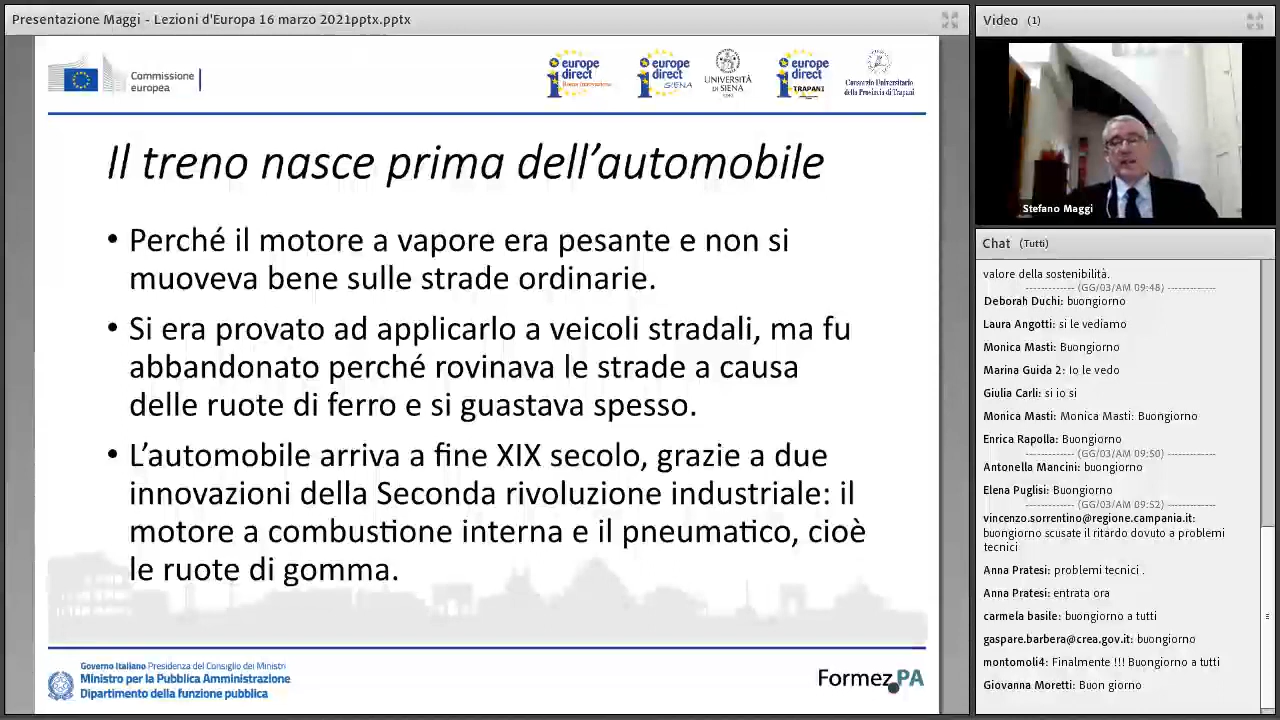 Presentazione Maggi - Lezioni d'Europa 16 marzo 2021pptx.pptx
Commissione
europea
europe
direct
europe
direct
SIENA
UNIVERSITÀ
DI SIENA
1240
europe
direct
TRAPANI
Consorzio Universitario
della Provincia di Trapani
Il treno nasce prima dell’automobile
• Perché il motore a vapore era pesante e non si
muoveva bene sulle strade ordinarie.
• Si era provato ad applicarlo a veicoli stradali, ma fu
abbandonato perché rovinava le strade a causa
delle ruote di ferro e si guastava spesso.
• L’automobile arriva a fine XIX secolo, grazie a due
innovazioni della Seconda rivoluzione industriale: il
motore a combustione interna e il pneumatico, cioè
le ruote di gomma.
Governo Italiano Presidenza del Consiglio dei Ministri
Ministro per la Pubblica Amministrazione
Dipartimento della funzione pubblica
Formez PA
Video (1)
Stefano Maggi
Chat (Tutti)
valore della sostenibilità.
------------- (GG/03/AM 09:48) -------------
Deborah Duchi: buongiorno
Laura Angotti: si le vediamo
Monica Masti: Buongiorno
Marina Guida 2: Io le vedo
Giulia Carli: si io si
Monica Masti: Monica Masti: Buongiorno
Enrica Rapolla: Buongiorno
------------- (GG/03/AM 09:50) -------------
Antonella Mancini: buongiorno
Elena Puglisi: Buongiorno
------------- (GG/03/AM 09:52) -------------
vincenzo.sorrentino@regione.campania.it:
buongiorno scusate il ritardo dovuto a problemi
tecnici
Anna Pratesi: problemi tecnici .
Anna Pratesi: entrata ora
carmela basile: buongiorno a tutti
gaspare.barbera@crea.gov.it: buongiorno
montomoli4: Finalmente !!! Buongiorno a tutti
Giovanna Moretti: Buon giorno